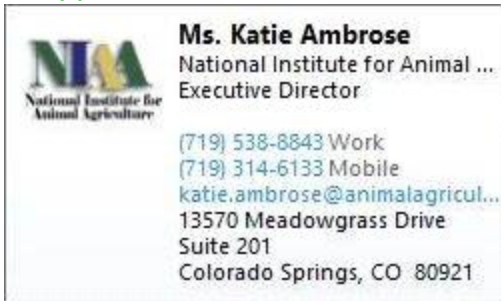 NIAA
National Institute for
Animal Agriculture
Ms. Katie Ambrose
National Institute for Animal ...
Executive Director
(719) 538-8843 Work
(719) 314-6133 Mobile
katie.ambrose@animalagricul...
13570 Meadowgrass Drive
Suite 201
Colorado Springs, CO 80921